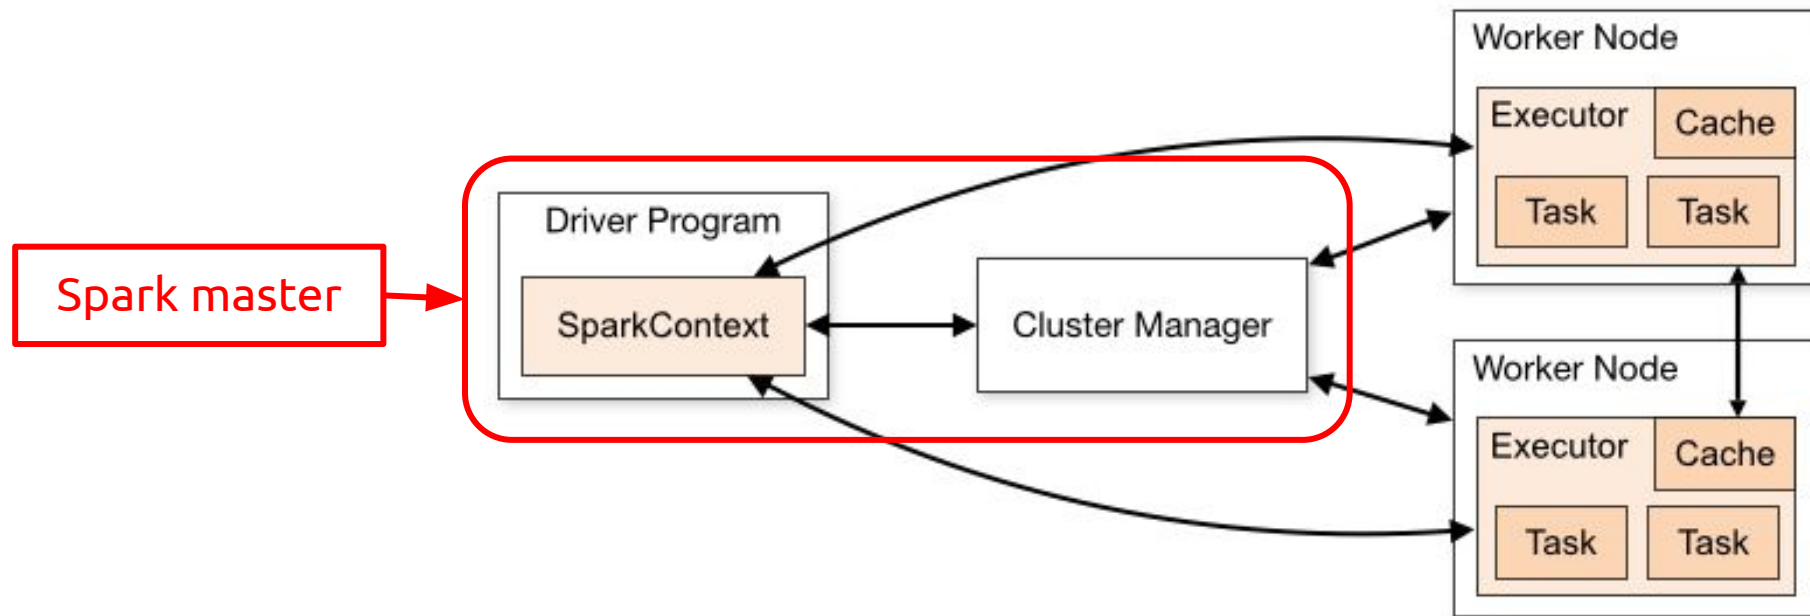 Spark master
Driver Program
SparkContext
Cluster Manager
Worker Node
Executor
Cache
Task
Task
Worker Node
Executor
Cache
Task
Task